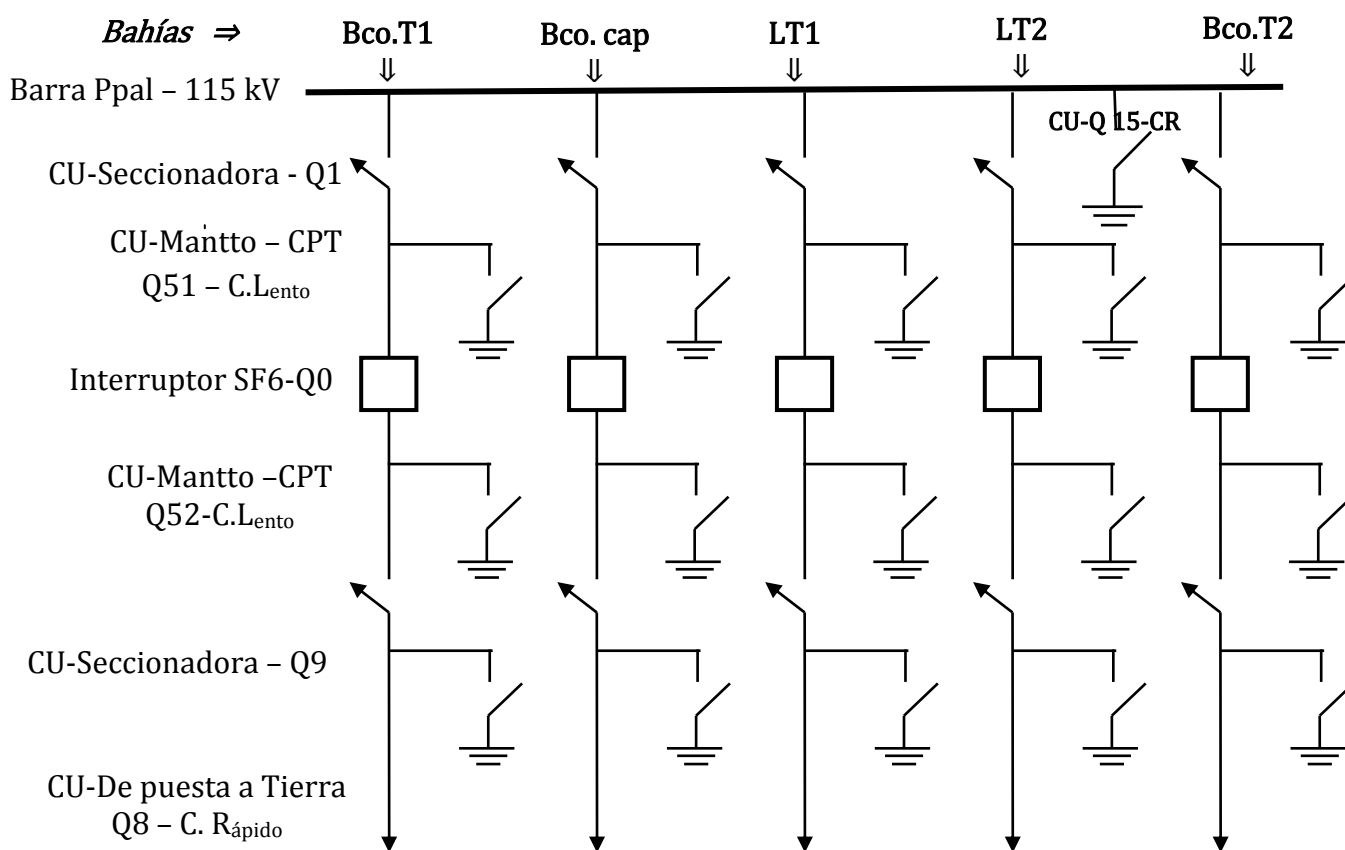 Bahías ⇒ Bco.T1 Bco. cap LT1 LT2 Bco.T2
Barra Ppal – 115 kV
CU-Q 15-CR
CU-Seccionadora - Q1
CU-Mantto – CPT
Q51 – C.Lento
Interruptor SF6-Q0
CU-Mantto –CPT
Q52-C.Lento
CU-Seccionadora – Q9
CU-De puesta a Tierra
Q8 – C. Rápido